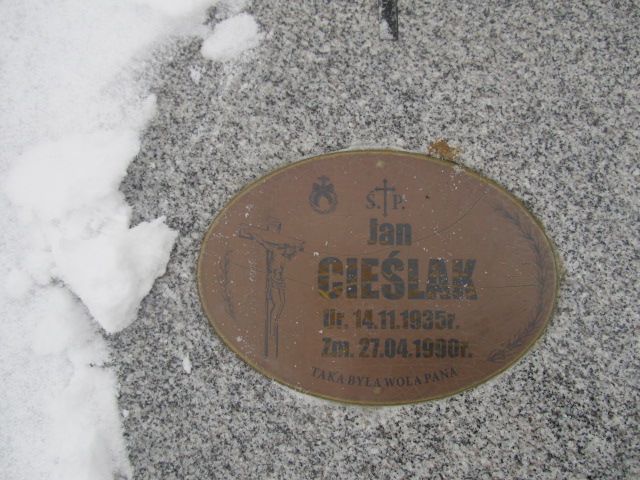 Ś. P.
Jan
CIEŚLAK
Ur. 14.11.1935r.
Zm. 27.04.1990r.
TAKA BYŁA WOLA PANA